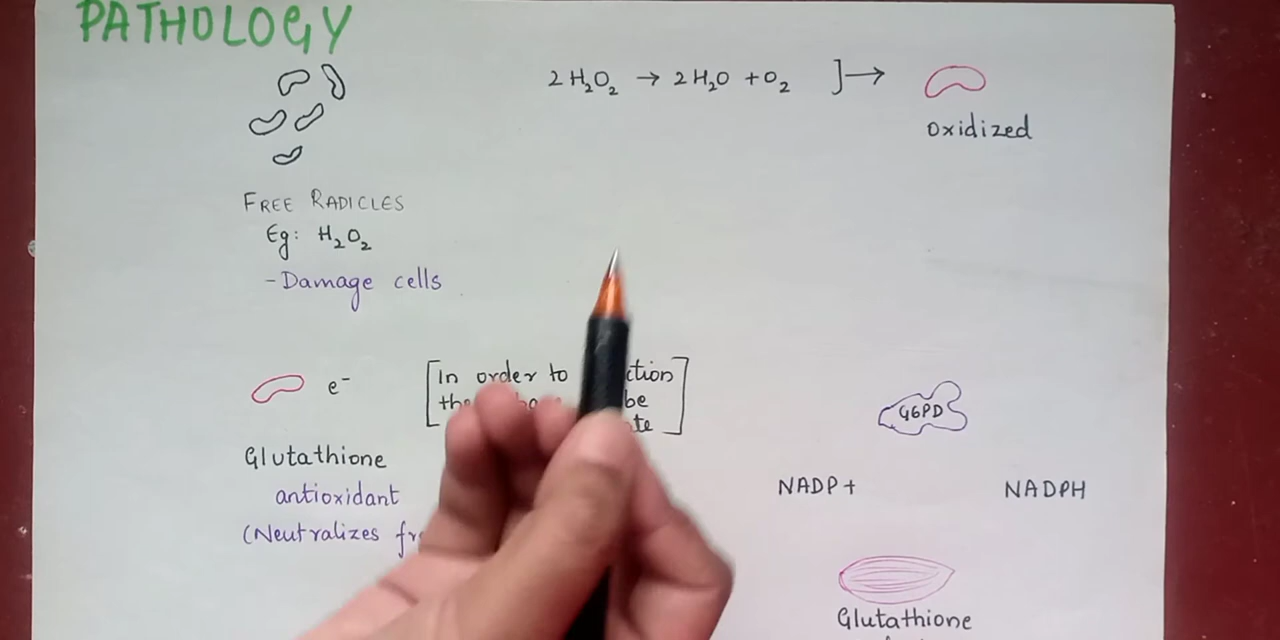 PATHOLOGY
2H₂O₂ → 2H₂O + O₂ ] →
Oxidized
FREE RADICLES
Eg: H₂O₂
- Damage cells
e⁻
[In order to
be
Glutathione
antioxidant
(Neutralizes
G6PD
NADP+
NADPH
Glutathione